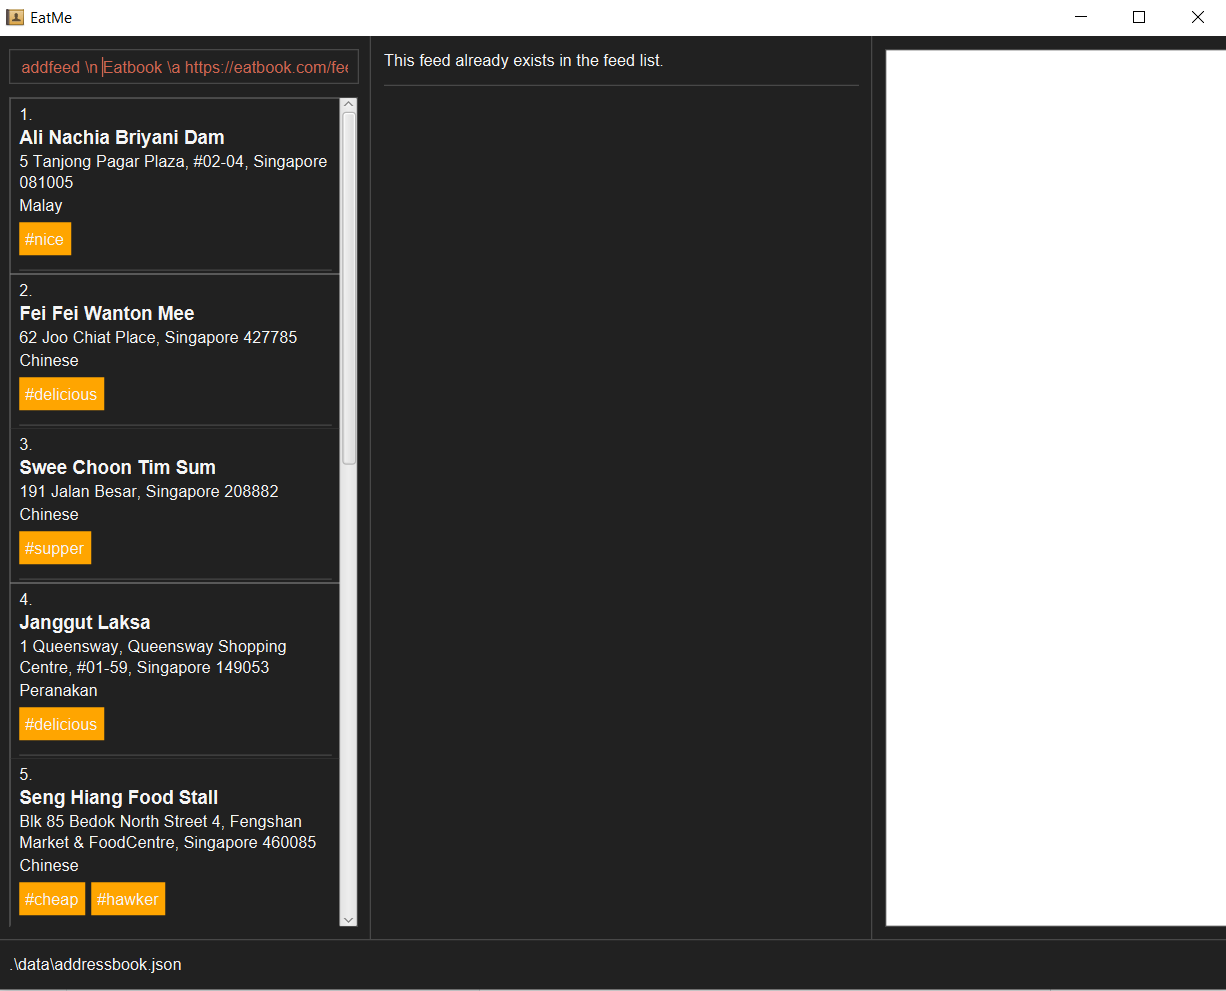 EatMe
addfeed \n Eatbook \a https://eatbook.com/fee
1.
Ali Nachia Briyani Dam
5 Tanjong Pagar Plaza, #02-04, Singapore
081005
Malay
#nice
2.
Fei Fei Wanton Mee
62 Joo Chiat Place, Singapore 427785
Chinese
#delicious
3.
Swee Choon Tim Sum
191 Jalan Besar, Singapore 208882
Chinese
#supper
4.
Janggut Laksa
1 Queensway, Queensway Shopping
Centre, #01-59, Singapore 149053
Peranakan
#delicious
5.
Seng Hiang Food Stall
Blk 85 Bedok North Street 4, Fengshan
Market & FoodCentre, Singapore 460085
Chinese
#cheap #hawker
This feed already exists in the feed list.
.\data\addressbook.json